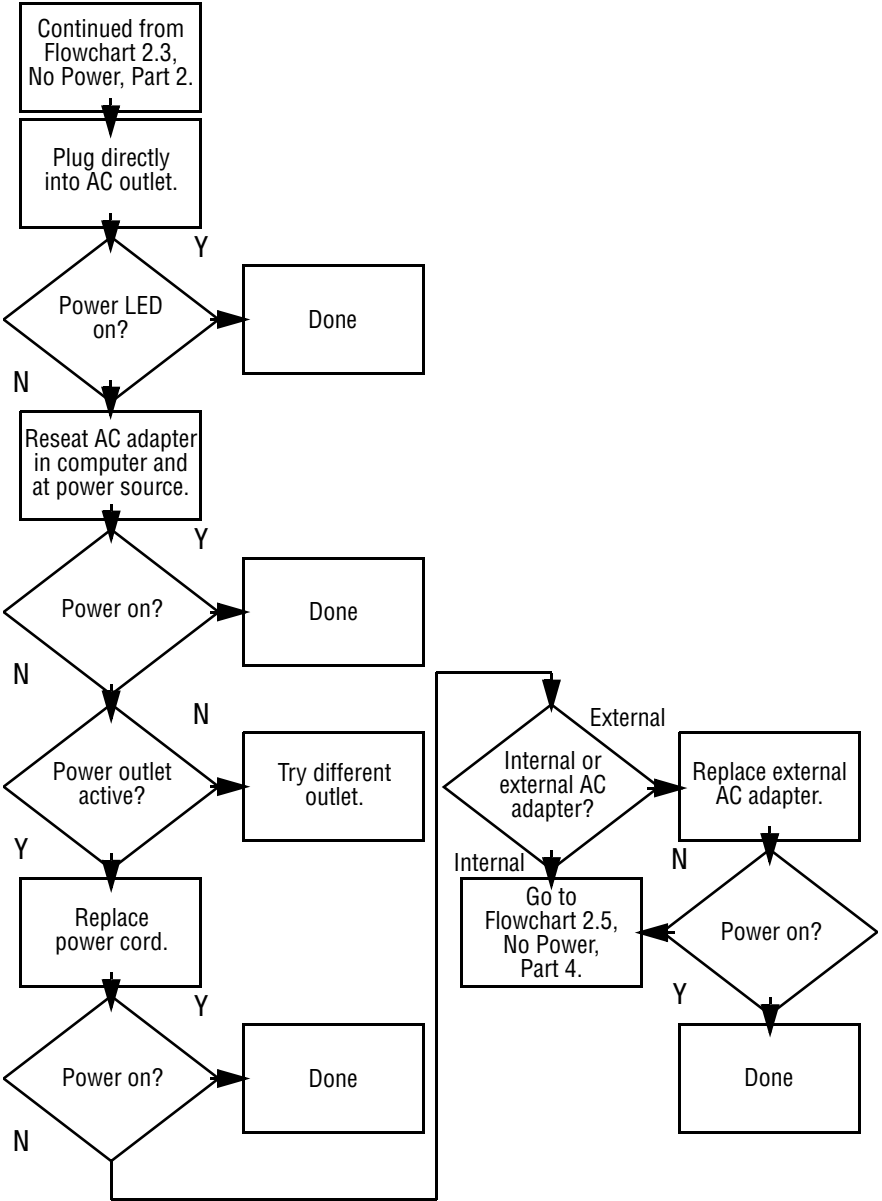 Continued from
Flowchart 2.3,
No Power, Part 2.
Plug directly
into AC outlet.
Y
Power LED
on?
Done
N
Reseat AC adapter
in computer and
at power source.
Y
Power on?
Done
N
N
Power outlet
active?
Try different
outlet.
Y
Replace
power cord.
Y
Power on?
Done
N
External
Internal or
external AC
adapter?
Replace external
AC adapter.
Internal
N
Go to
Flowchart 2.5,
No Power,
Part 4.
Power on?
Y
Done